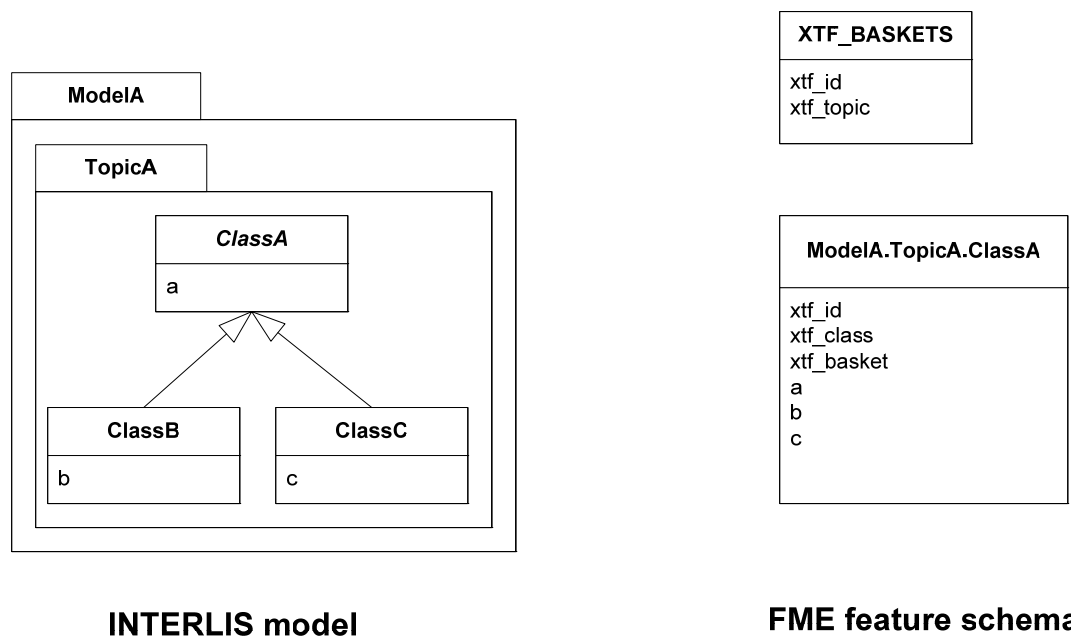 ModelA
TopicA
ClassA
a
ClassB
b
ClassC
c
INTERLIS model
XTF_BASKETS
xtf_id
xtf_topic
ModelA.TopicA.ClassA
xtf_id
xtf_class
xtf_basket
a
b
c
FME feature schema